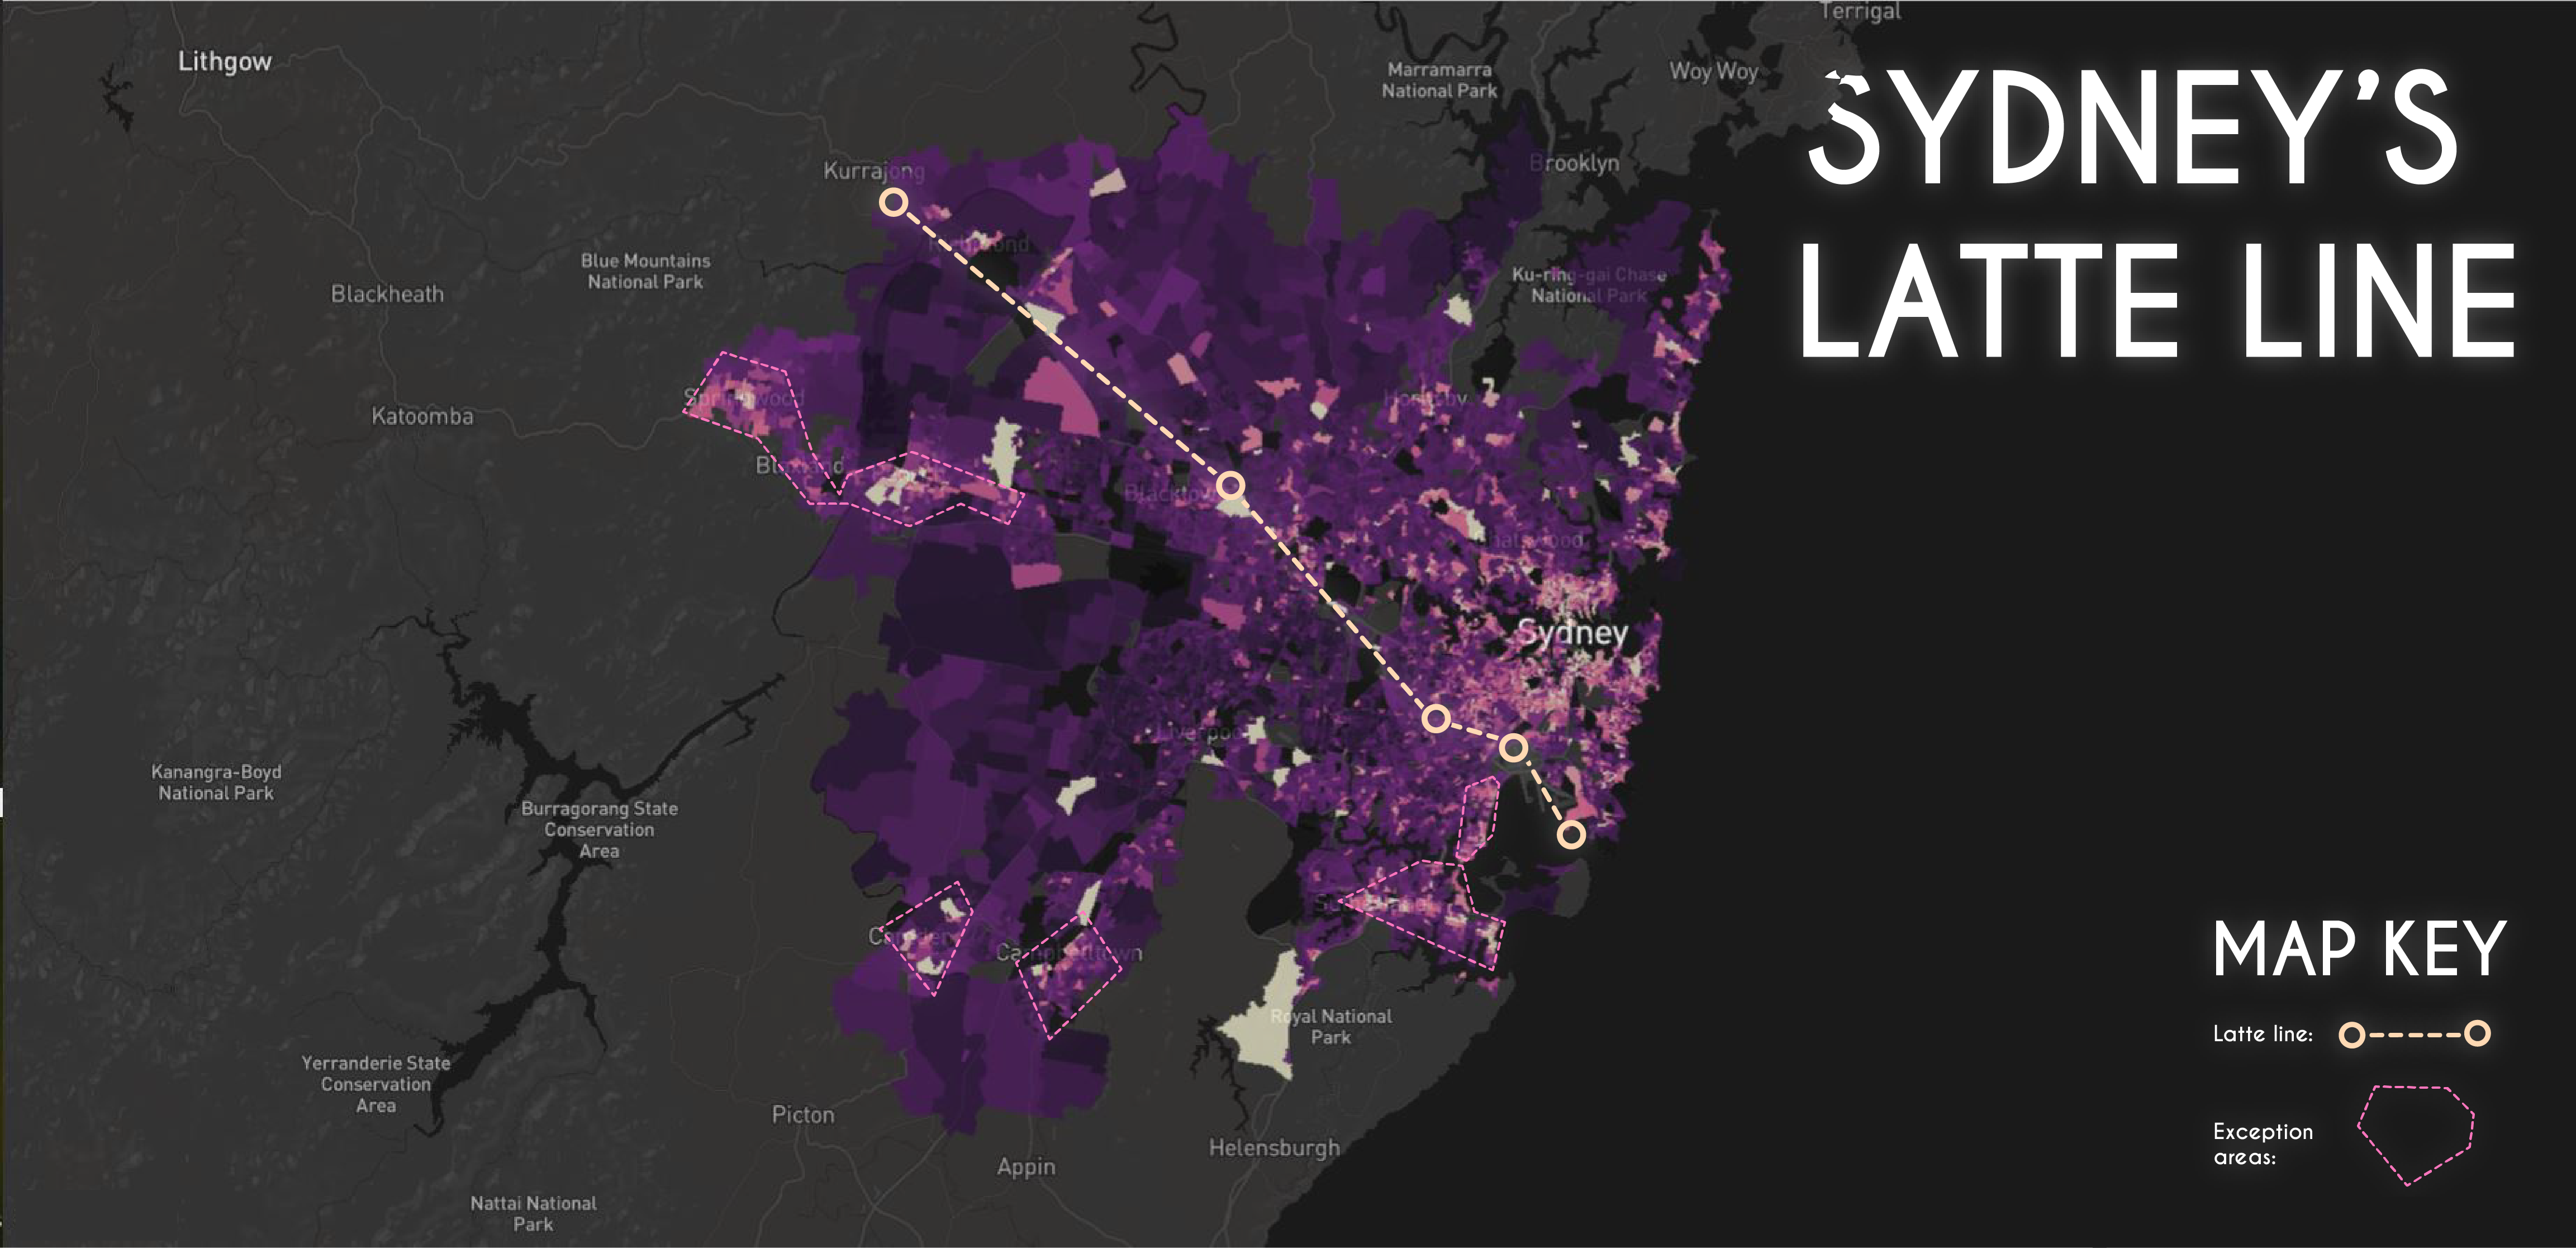 Terrigal
Lithgow
Marramarra
National Park
Woy Woy
SYDNEY'S
LATTE LINE
Kurrajong
Brooklyn
Richmond
Blue Mountains
National Park
Ku-ring-gai Chase
National Park
Blackheath
Springwood
Hornsby
Katoomba
Blaxland
Blacktown
Chatswood
Sydney
Liverpool
Kanangra-Boyd
National Park
Burragorang State
Conservation
Area
Sutherland
Camden
Campbelltown
MAP KEY
Royal National
Park
Latte line:
Yerranderie State
Conservation
Area
Picton
Exception
areas:
Helensburgh
Appin
Nattai National
Park